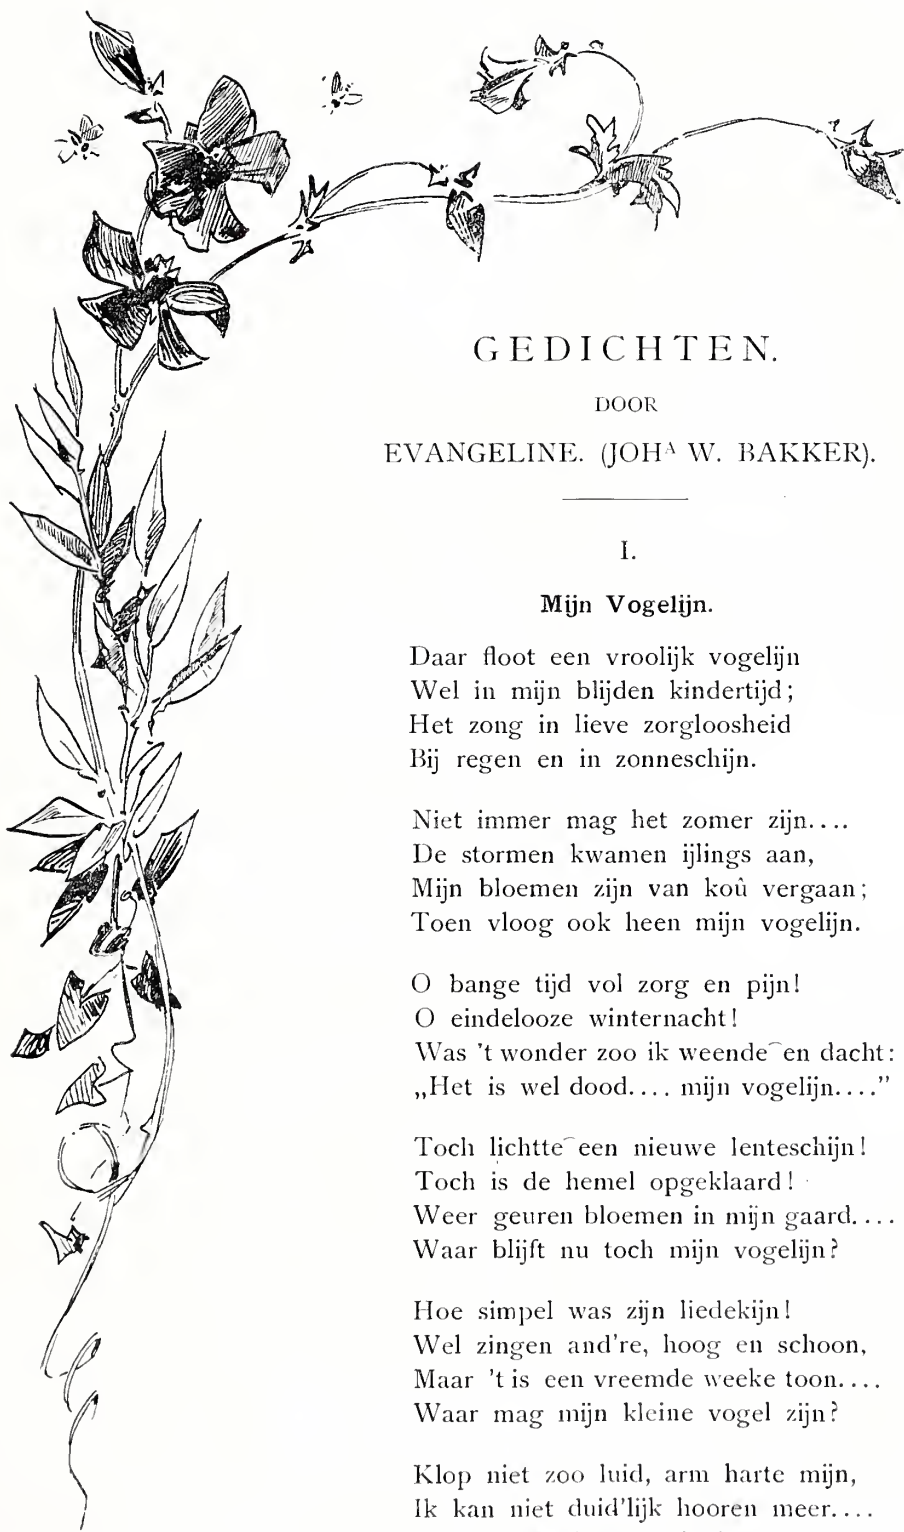 GEDICHTEN.
DOOR
EVANGELINE. (JOHᴬ W. BAKKER).
I.
Mijn Vogelijn.
Daar floot een vroolijk vogelijn
Wel in mijn blijden kindertijd;
Het zong in lieve zorgloosheid
Bij regen en in zonneschijn.
Niet immer mag het zomer zijn....
De stormen kwamen ijlings aan,
Mijn bloemen zijn van koû vergaan;
Toen vloog ook heen mijn vogelijn.
O bange tijd vol zorg en pijn!
O eindelooze winternacht!
Was 't wonder zoo ik weende͡ en dacht:
„Het is wel dood.... mijn vogelijn....”
Toch lichtte͡ een nieuwe lenteschijn!
Toch is de hemel opgeklaard!
Weer geuren bloemen in mijn gaard....
Waar blijft nu toch mijn vogelijn?
Hoe simpel was zijn liedekijn!
Wel zingen and're, hoog en schoon,
Maar 't is een vreemde weeke toon....
Waar mag mijn kleine vogel zijn?
Klop niet zoo luid, arm harte mijn,
Ik kan niet duid'lijk hooren meer....